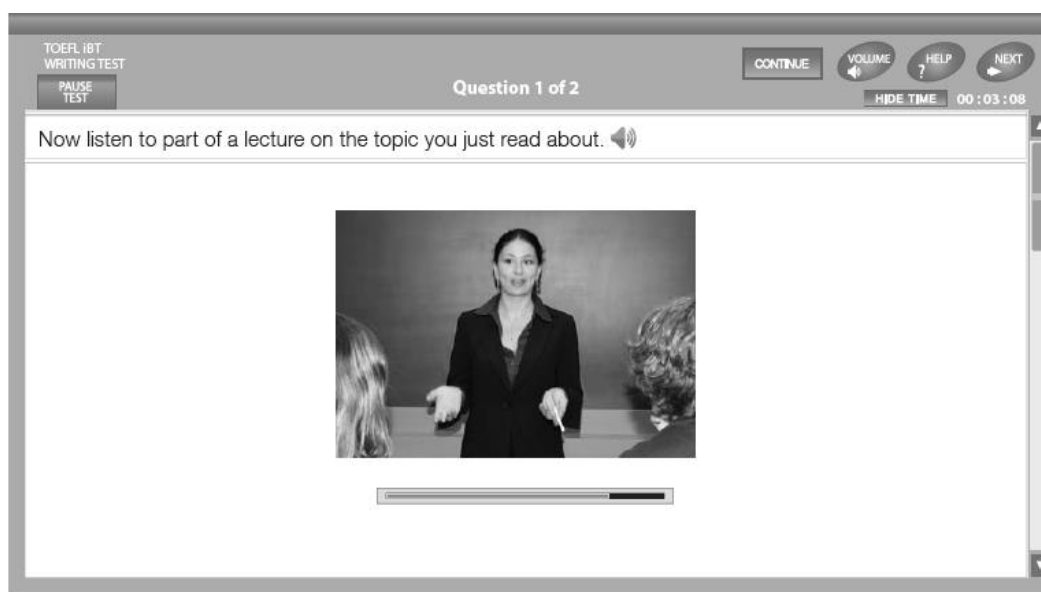 TOEFL iBT
WRITING TEST
PAUSE
TEST
Question 1 of 2
CONTINUE
VOLUME
HELP
?
NEXT
HIDE TIME 00:03:08
Now listen to part of a lecture on the topic you just read about.